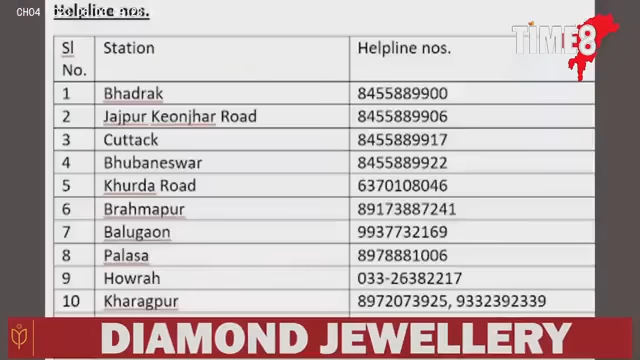 CH04
Helpline nos.
TIME8
Sl No. Station Helpline nos.
1 Bhadrak 8455889900
2 Jajpur Keonjhar Road 8455889906
3 Cuttack 8455889917
4 Bhubaneswar 8455889922
5 Khurda Road 6370108046
6 Brahmapur 89173887241
7 Balugaon 9937732169
8 Palasa 8978881006
9 Howrah 033-26382217
10 Kharagpur 8972073925, 9332392339
DIAMOND JEWELLERY